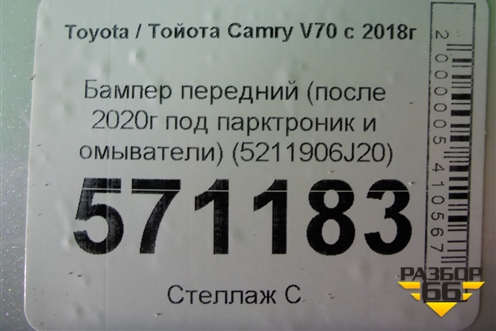 Toyota / Тойота Camry V70 с 2018г
Бампер передний (после
2020г под парктроник и
омыватели) (5211906J20)
571183
Стеллаж С
2000005410567
РАЗБОР
66